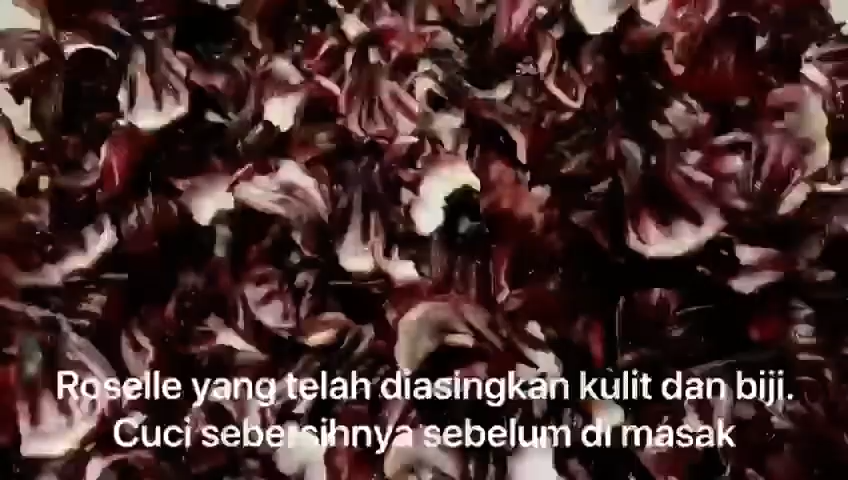 Roselle yang telah diasingkan kulit dan biji.
Cuci sebersihnya sebelum di masak